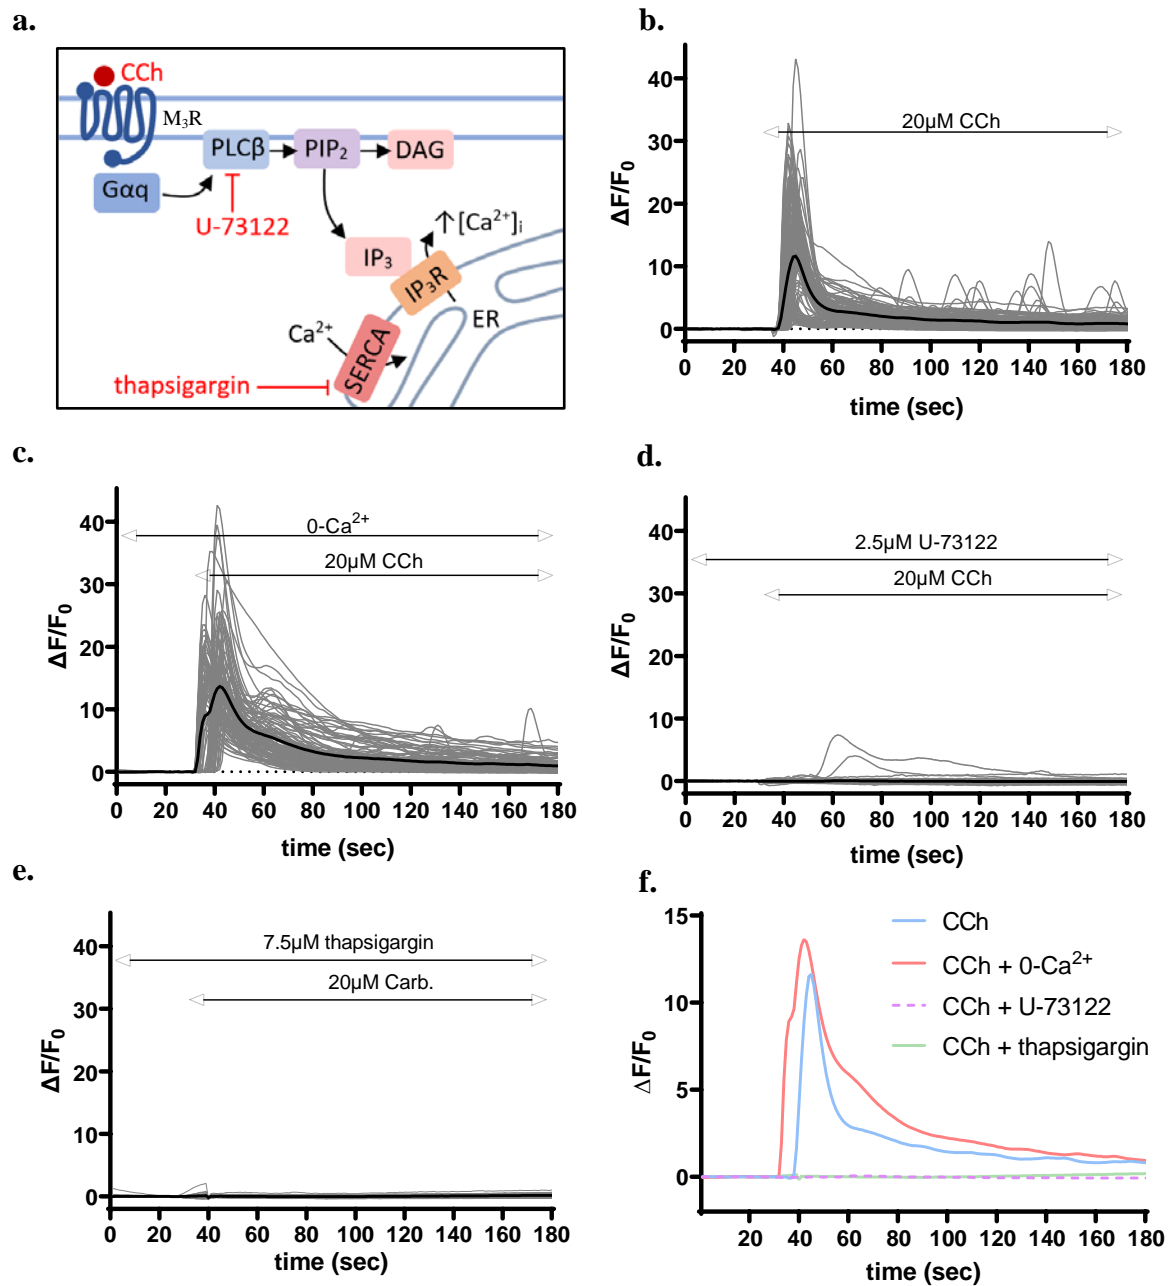 a.
CCh
M₃R
PLCβ
PIP₂
DAG
Gαq
U-73122
↑[Ca²⁺]ᵢ
IP₃
IP₃R
ER
Ca²⁺
SERCA
thapsigargin
b.
20µM CCh
ΔF/F₀
40
30
20
10
0
0 20 40 60 80 100 120 140 160 180
time (sec)
c.
0-Ca²⁺
20µM CCh
ΔF/F₀
40
30
20
10
0
0 20 40 60 80 100 120 140 160 180
time (sec)
d.
2.5µM U-73122
20µM CCh
ΔF/F₀
40
30
20
10
0
0 20 40 60 80 100 120 140 160 180
time (sec)
e.
7.5µM thapsigargin
20µM Carb.
ΔF/F₀
40
30
20
10
0
0 20 40 60 80 100 120 140 160 180
time (sec)
f.
CCh
CCh + 0-Ca²⁺
CCh + U-73122
CCh + thapsigargin
ΔF/F₀
15
10
5
0
20 40 60 80 100 120 140 160 180
time (sec)